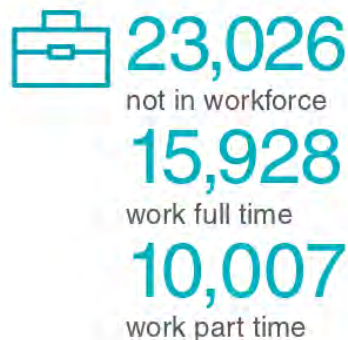 23,026
not in workforce
15,928
work full time
10,007
work part time